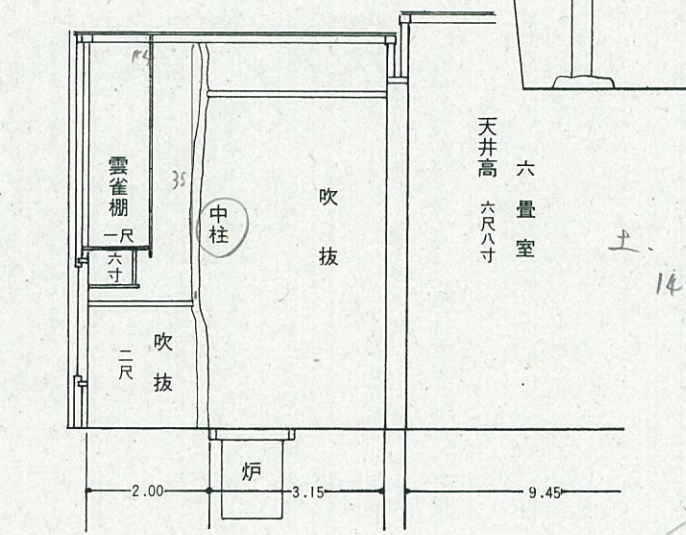 六畳室
天井高 六尺八寸
吹抜
中柱
35
雲雀棚
一尺
六寸
吹抜
二尺
炉
土.
14
2.00
3.15
9.45